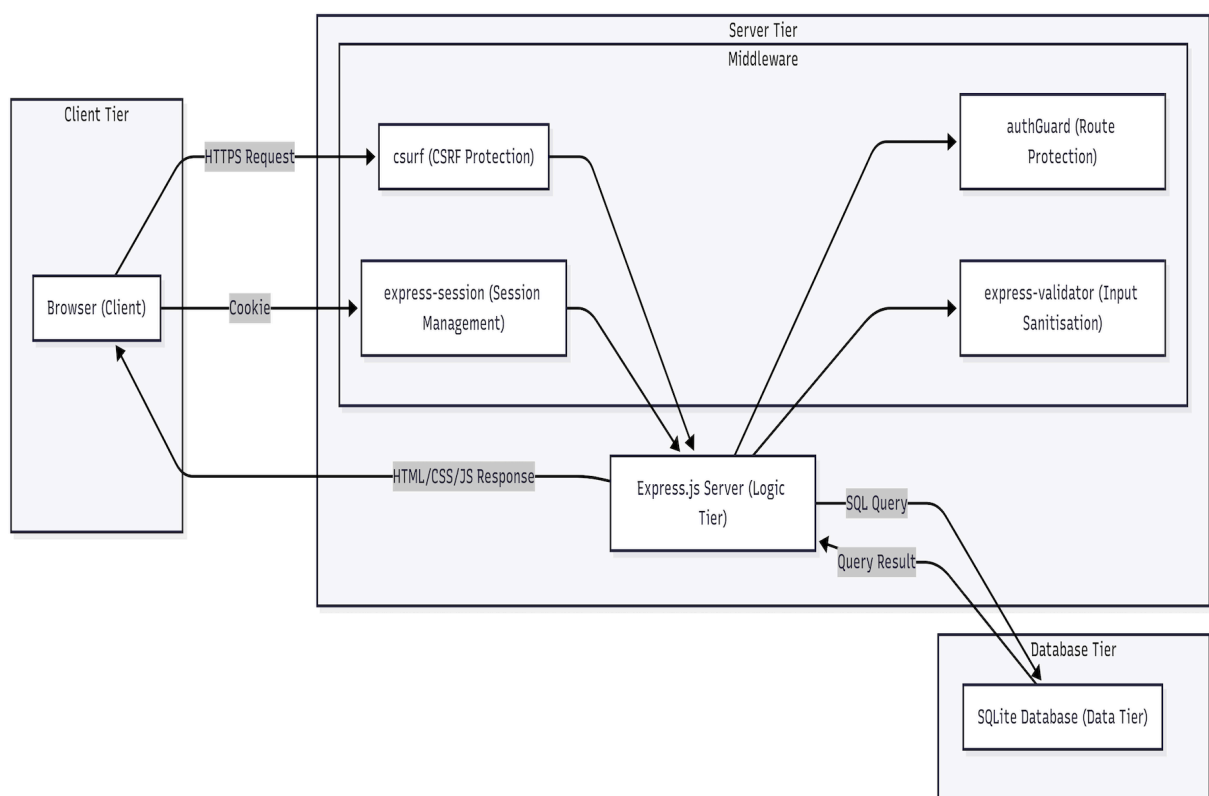 Server Tier
Middleware
Client Tier
HTTPS Request
csurf (CSRF Protection)
authGuard (Route
Protection)
Browser (Client)
Cookie
express-session (Session
Management)
express-validator (Input
Sanitisation)
HTML/CSS/JS Response
Express.js Server (Logic
Tier)
SQL Query
Query Result
Database Tier
SQLite Database (Data Tier)